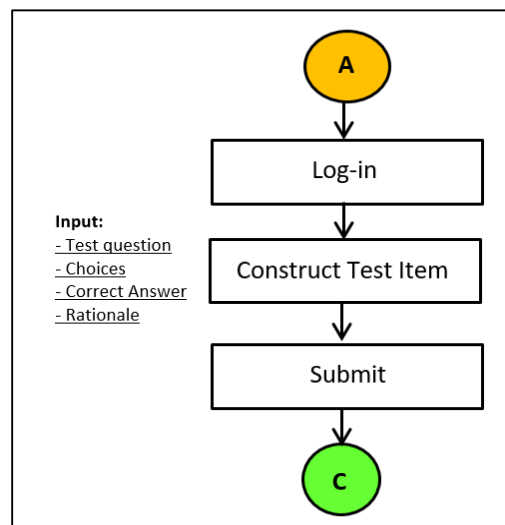 A
Log-in
Input:
- Test question
- Choices
- Correct Answer
- Rationale
Construct Test Item
Submit
C